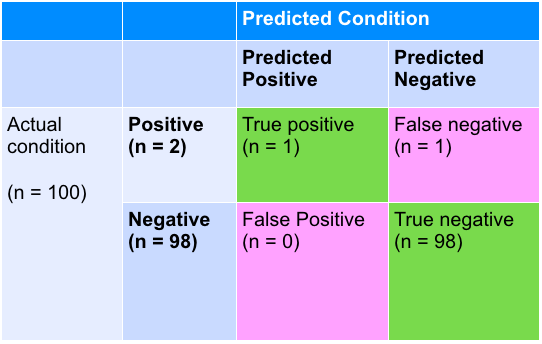 Predicted Condition
Predicted
Positive
Predicted
Negative
Actual
condition
(n = 100)
Positive
(n = 2)
True positive
(n = 1)
False negative
(n = 1)
Negative
(n = 98)
False Positive
(n = 0)
True negative
(n = 98)